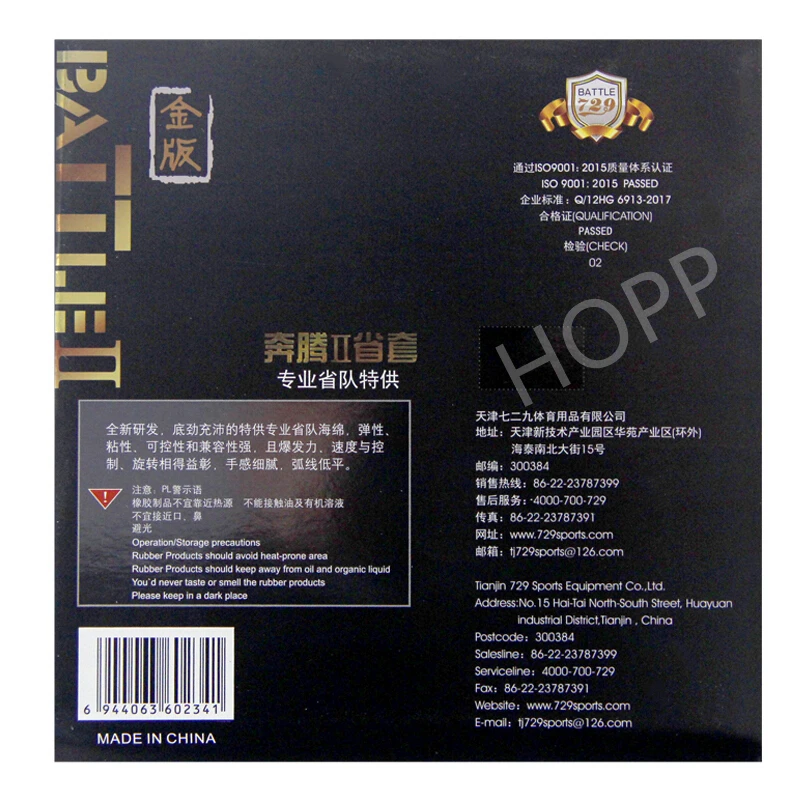 BATTLE II
金版
BATTLE
729
通过ISO9001: 2015质量体系认证
ISO 9001: 2015 PASSED
企业标准: Q/12HG 6913-2017
合格证(QUALIFICATION)
PASSED
检验(CHECK)
02
HOPP
奔腾II省套
专业省队特供
全新研发，底劲充沛的特供专业省队海绵，弹性、
粘性，可控性和兼容性强，且爆发力，速度与控
制、旋转相得益彰，手感细腻，弧线低平。
注意：PL警示语
橡胶制品不宜靠近热源 不能接触油及有机溶液
不宜接近口、鼻
避光
Operation/Storage precautions
Rubber Products should avoid heat-prone area
Rubber Products should keep away from oil and organic liquid
You'd never taste or smell the rubber products
Please keep in a dark place
天津七二九体育用品有限公司
地址：天津新技术产业园区华苑产业区(环外)
海泰南北大街15号
邮编：300384
销售热线：86-22-23787399
售后服务：4000-700-729
传真：86-22-23787391
网址：www.729sports.com
邮箱：tj729sports@126.com
Tianjin 729 Sports Equipment Co.,Ltd.
Address:No.15 Hai-Tai North-South Street, Huayuan
industrial District,Tianjin , China
Postcode：300384
Salesline：86-22-23787399
Serviceline：4000-700-729
Fax：86-22-23787391
Website：www.729sports.com
E-mail：tj729sports@126.com
6 944063 602341
MADE IN CHINA